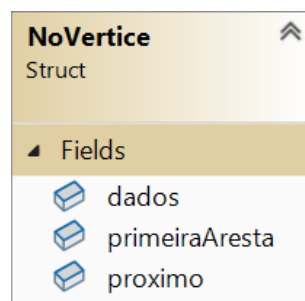 NoVertice
Struct
Fields
dados
primeiraAresta
proximo